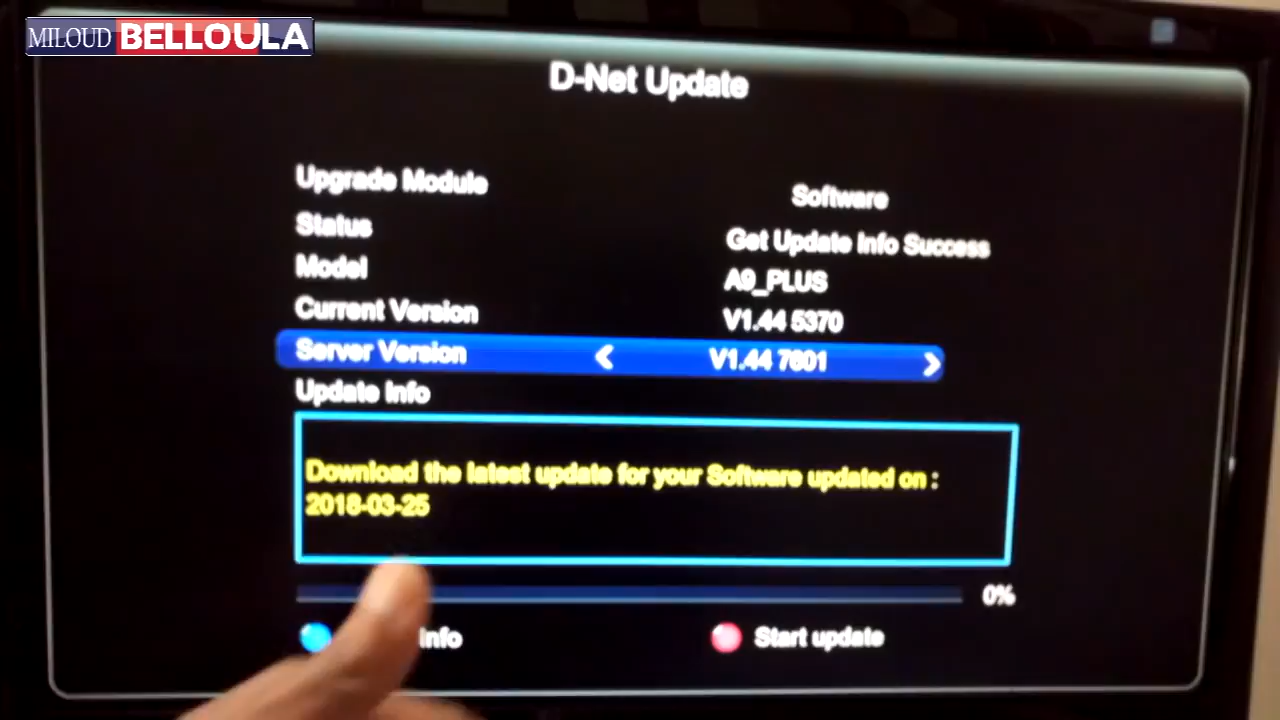 MILOUD BELLOULA
D-Net Update
Upgrade Module Software
Status Get Update Info Success
Model A9_PLUS
Current Version V1.44 5370
Server Version V1.44 7601
Update Info
Download the latest update for your Software updated on :
2018-03-25
0%
Info Start update